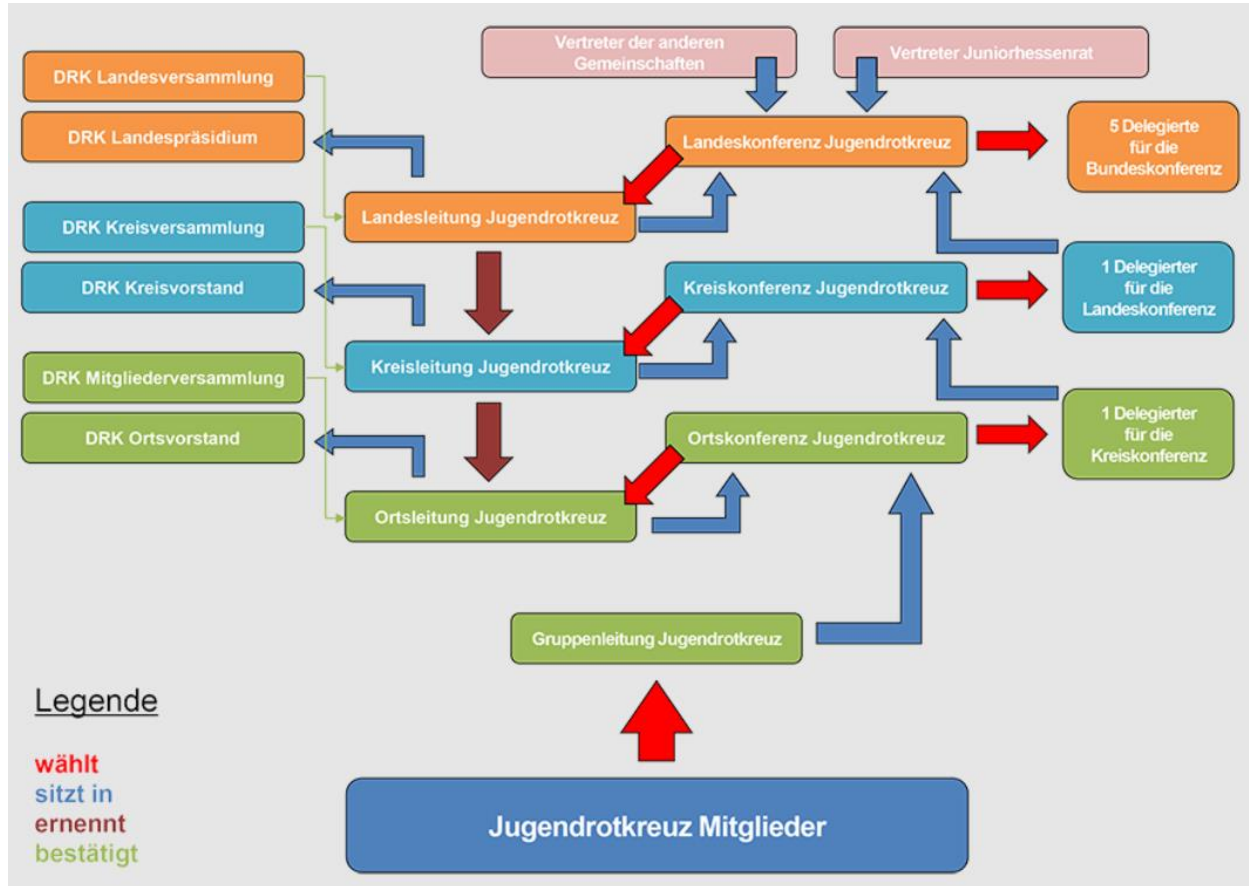 Vertreter der anderen
Gemeinschaften
Vertreter Juniorhessenrat
DRK Landesversammlung
DRK Landespräsidium
Landeskonferenz Jugendrotkreuz
5 Delegierte
für die
Bundeskonferenz
Landesleitung Jugendrotkreuz
DRK Kreisversammlung
DRK Kreisvorstand
Kreiskonferenz Jugendrotkreuz
1 Delegierter
für die
Landeskonferenz
Kreisleitung Jugendrotkreuz
DRK Mitgliederversammlung
DRK Ortsvorstand
Ortskonferenz Jugendrotkreuz
1 Delegierter
für die
Kreiskonferenz
Ortsleitung Jugendrotkreuz
Gruppenleitung Jugendrotkreuz
Legende
wählt
sitzt in
ernennt
bestätigt
Jugendrotkreuz Mitglieder